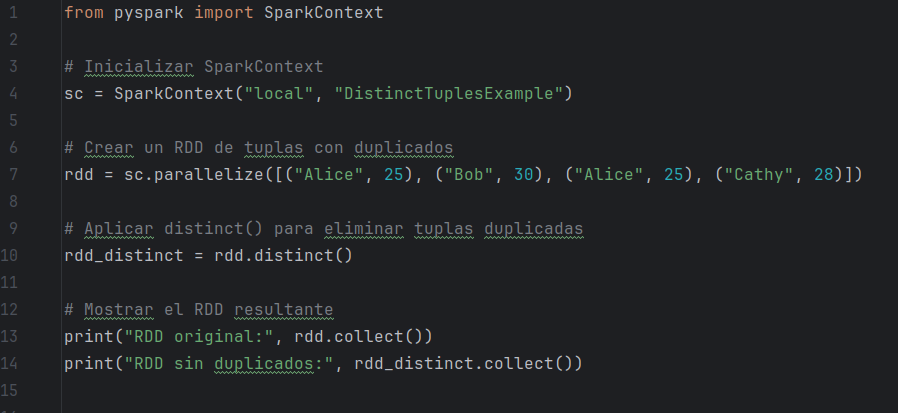 1 from pyspark import SparkContext
2
3 # Inicializar SparkContext
4 sc = SparkContext("local", "DistinctTuplesExample")
5
6 # Crear un RDD de tuplas con duplicados
7 rdd = sc.parallelize([("Alice", 25), ("Bob", 30), ("Alice", 25), ("Cathy", 28)])
8
9 # Aplicar distinct() para eliminar tuplas duplicadas
10 rdd_distinct = rdd.distinct()
11
12 # Mostrar el RDD resultante
13 print("RDD original:", rdd.collect())
14 print("RDD sin duplicados:", rdd_distinct.collect())
15